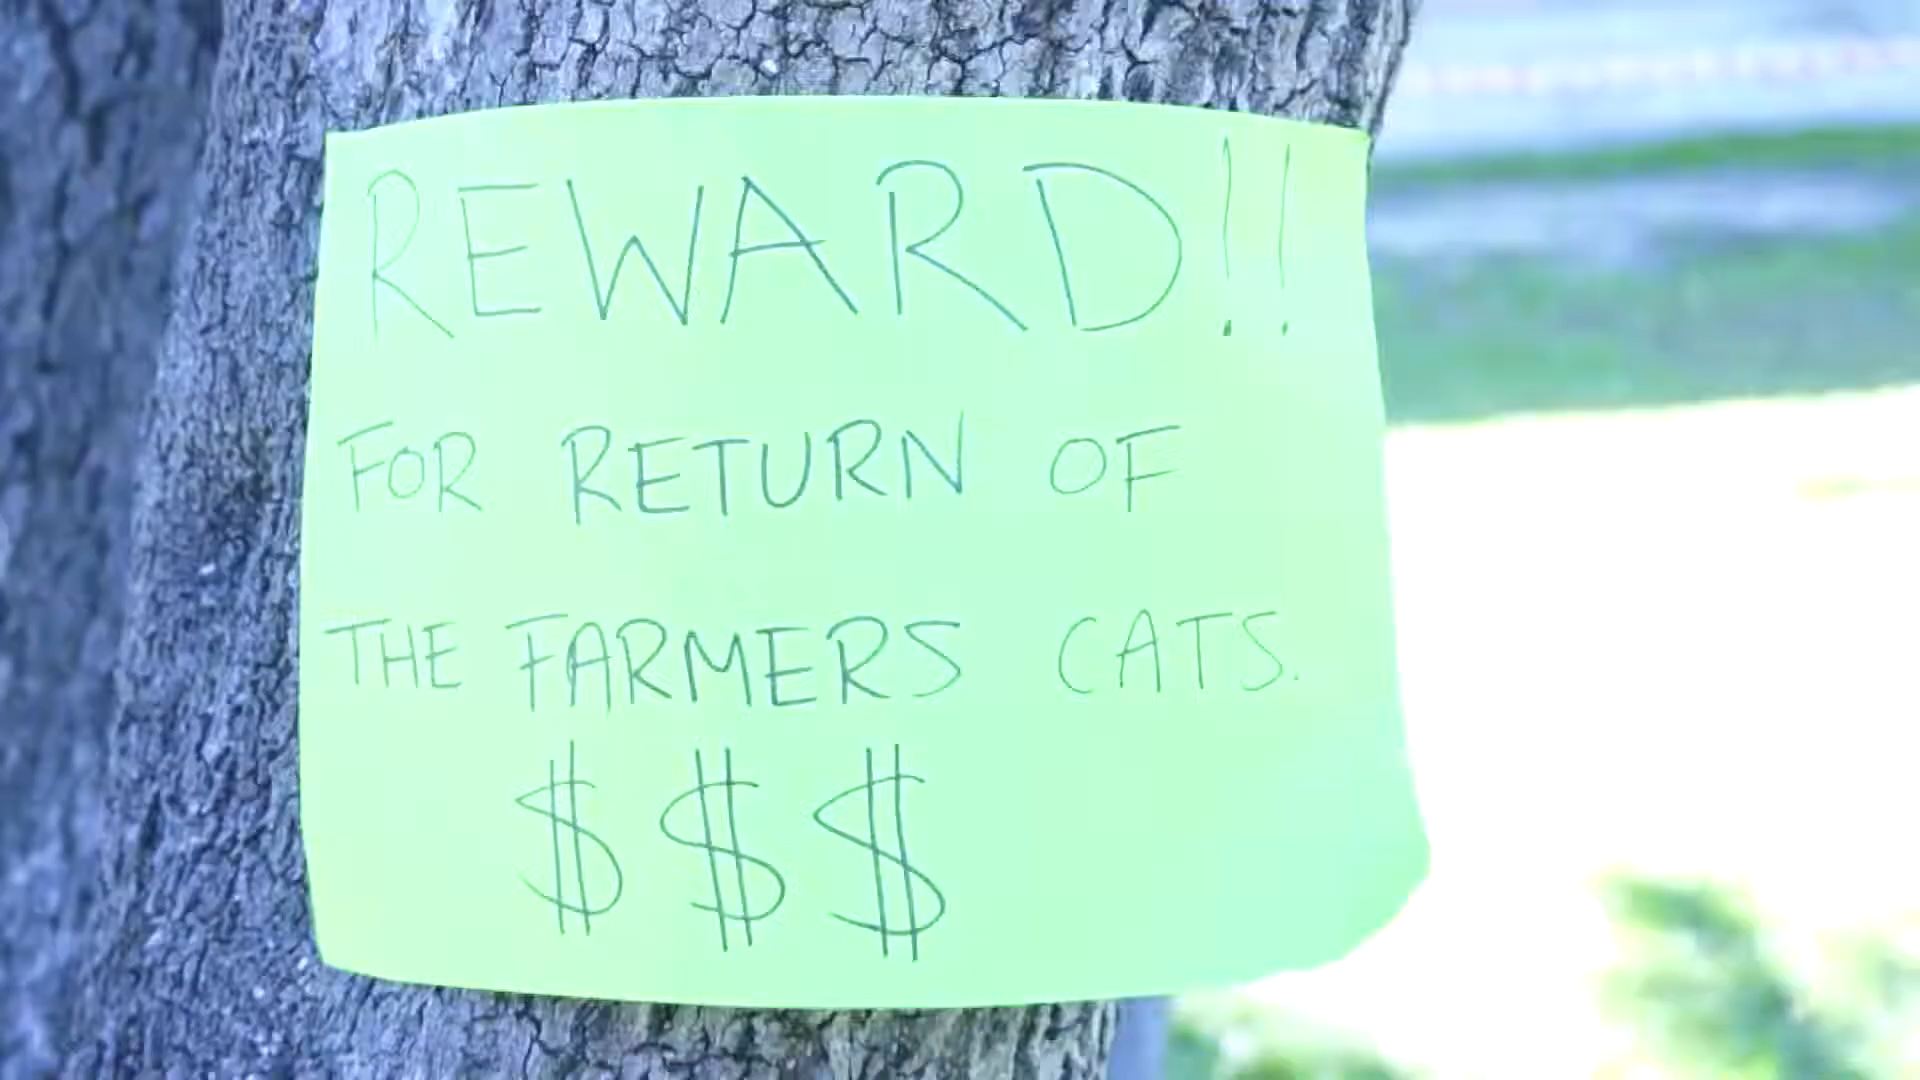 REWARD!!
FOR RETURN OF
THE FARMERS CATS.
$ $ $